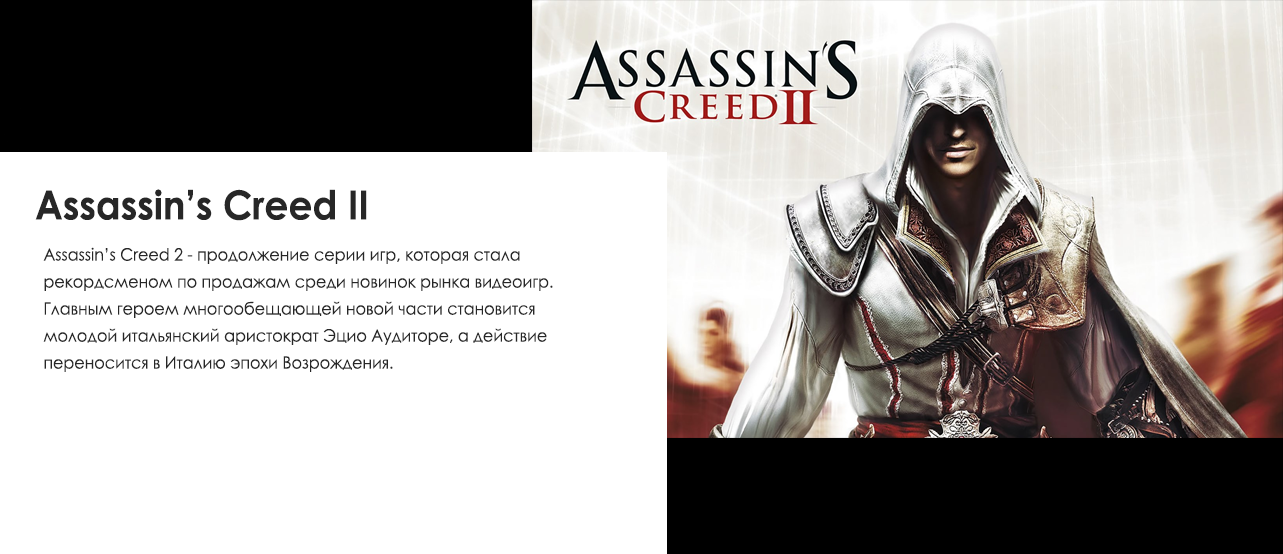 ASSASSIN'S
CREED II
Assassin’s Creed II
Assassin’s Creed 2 - продолжение серии игр, которая стала
рекордсменом по продажам среди новинок рынка видеоигр.
Главным героем многообещающей новой части становится
молодой итальянский аристократ Эцио Аудиторе, а действие
переносится в Италию эпохи Возрождения.